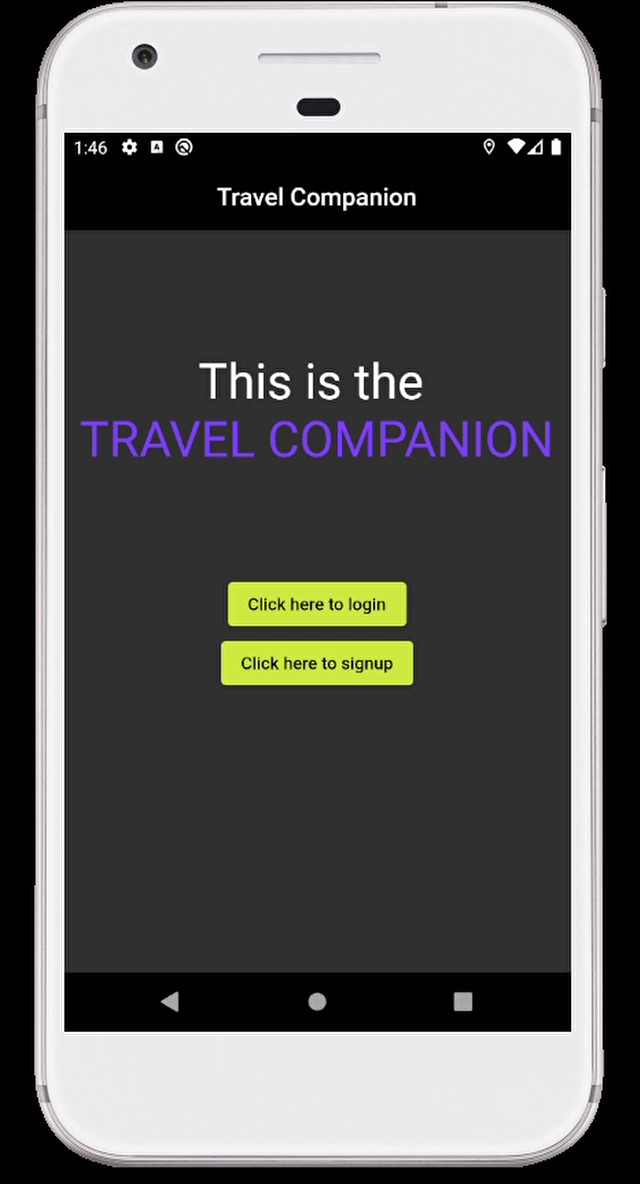 1:46
Travel Companion
This is the
TRAVEL COMPANION
Click here to login
Click here to signup